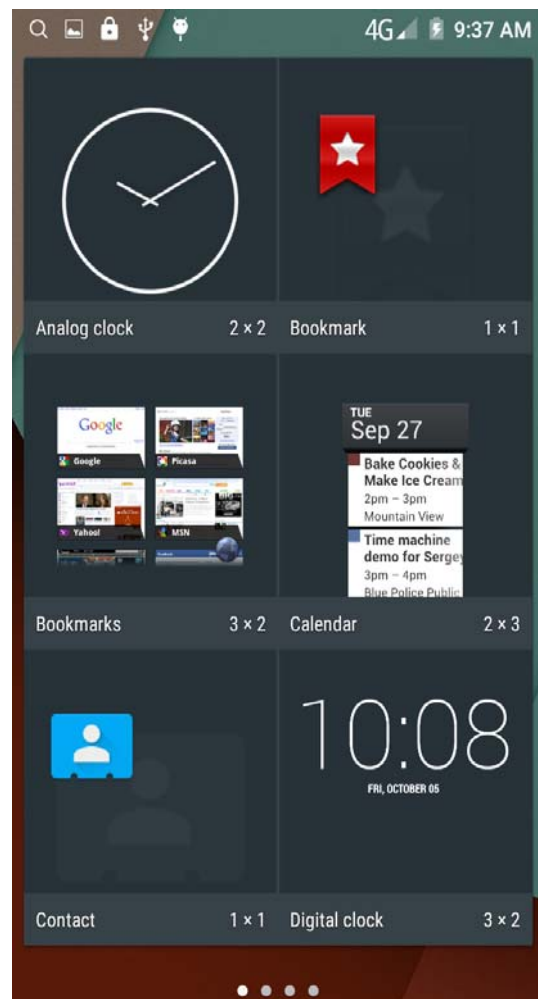 4G 9:37 AM
Analog clock 2 × 2
Bookmark 1 × 1
Google
Google
Picasa
Yahoo!
MSN
Bookmarks 3 × 2
TUE
Sep 27
Bake Cookies &
Make Ice Cream
2pm – 3pm
Mountain View
Time machine
demo for Sergey
3pm – 4pm
Blue Police Public
Calendar 2 × 3
Contact 1 × 1
10:08
FRI, OCTOBER 05
Digital clock 3 × 2